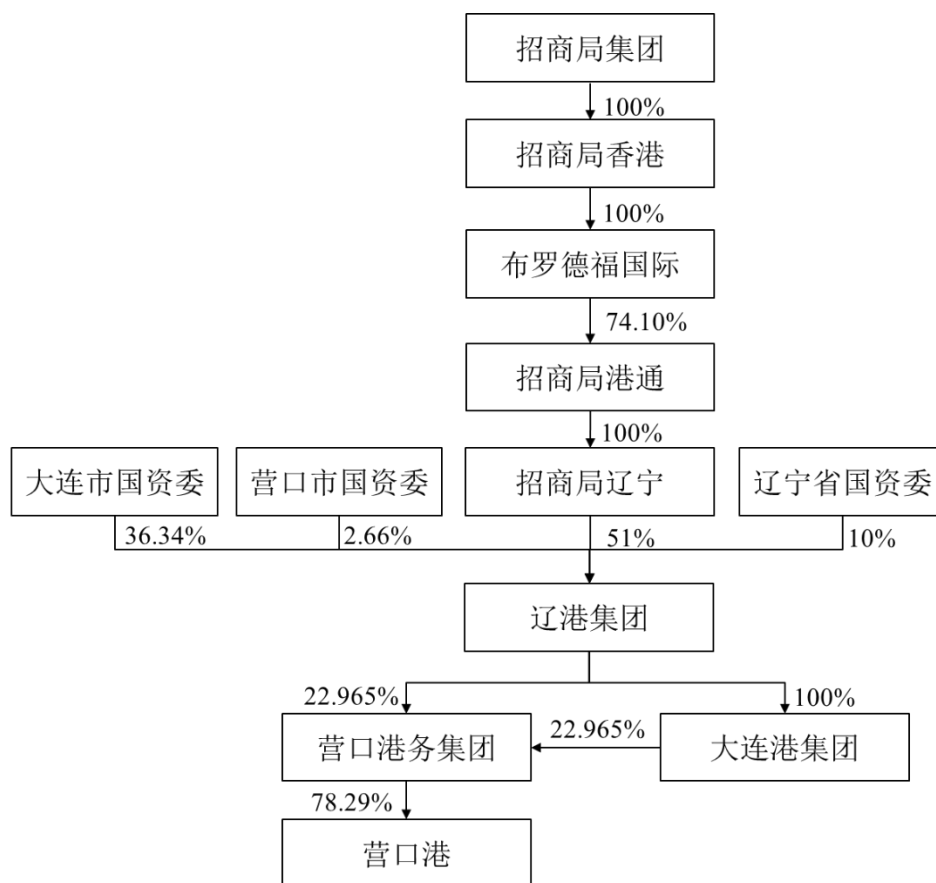 招商局集团
100%
招商局香港
100%
布罗德福国际
74.10%
招商局港通
100%
大连市国资委
营口市国资委
招商局辽宁
辽宁省国资委
36.34%
2.66%
51%
10%
辽港集团
22.965%
100%
营口港务集团
22.965%
大连港集团
78.29%
营口港